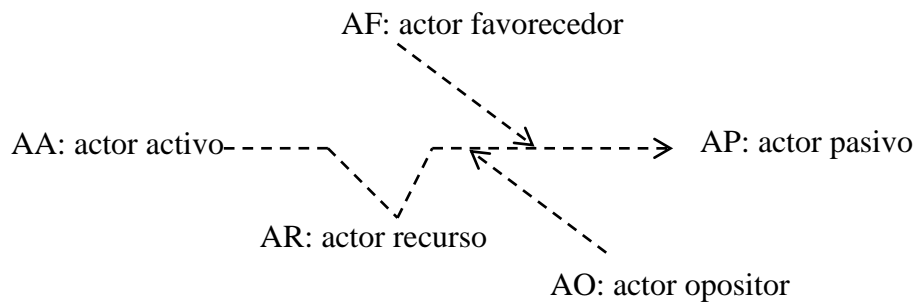 AF: actor favorecedor
AA: actor activo
AP: actor pasivo
AR: actor recurso
AO: actor opositor